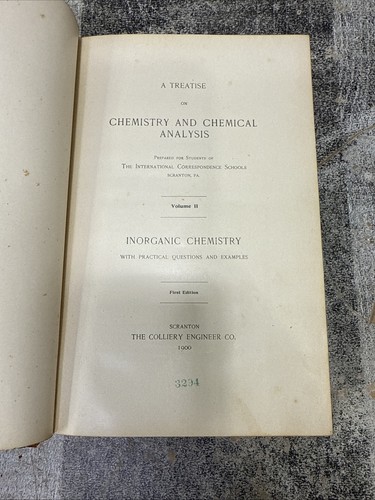 A TREATISE
ON
CHEMISTRY AND CHEMICAL
ANALYSIS
Prepared for Students of
The International Correspondence Schools
SCRANTON, PA.
Volume II
INORGANIC CHEMISTRY
WITH PRACTICAL QUESTIONS AND EXAMPLES
First Edition
SCRANTON
THE COLLIERY ENGINEER CO.
1900
3294